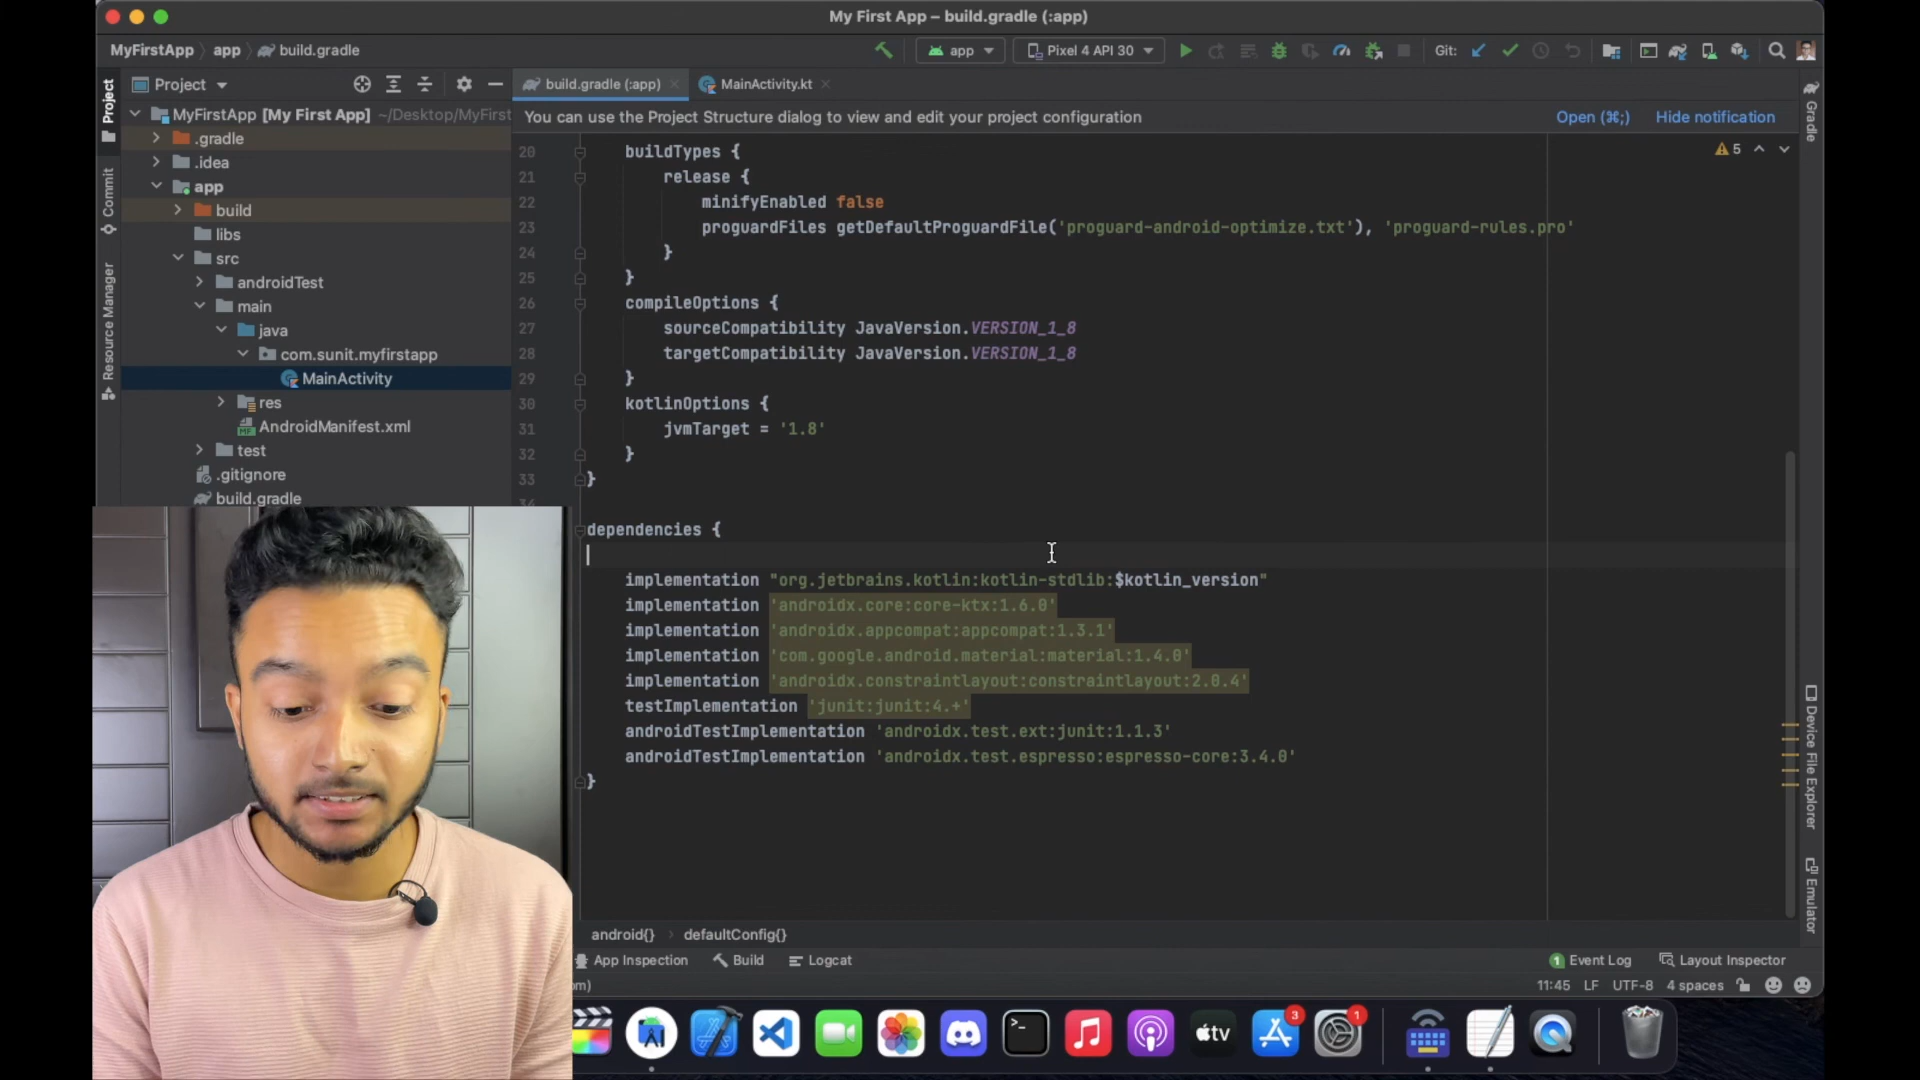 My First App – build.gradle (:app)
MyFirstApp app build.gradle
app Pixel 4 API 30 Git:
Project
build.gradle (:app) MainActivity.kt
Project
Commit
Resource Manager
MyFirstApp [My First App] ~/Desktop/MyFirst
.gradle
.idea
app
build
libs
src
androidTest
main
java
com.sunit.myfirstapp
MainActivity
res
AndroidManifest.xml
test
.gitignore
build.gradle
You can use the Project Structure dialog to view and edit your project configuration Open (⌘;) Hide notification
5
20 buildTypes {
21 release {
22 minifyEnabled false
23 proguardFiles getDefaultProguardFile('proguard-android-optimize.txt'), 'proguard-rules.pro'
24 }
25 }
26 compileOptions {
27 sourceCompatibility JavaVersion.VERSION_1_8
28 targetCompatibility JavaVersion.VERSION_1_8
29 }
30 kotlinOptions {
31 jvmTarget = '1.8'
32 }
33 }
34
dependencies {
implementation "org.jetbrains.kotlin:kotlin-stdlib:$kotlin_version"
implementation 'androidx.core:core-ktx:1.6.0'
implementation 'androidx.appcompat:appcompat:1.3.1'
implementation 'com.google.android.material:material:1.4.0'
implementation 'androidx.constraintlayout:constraintlayout:2.0.4'
testImplementation 'junit:junit:4.+'
androidTestImplementation 'androidx.test.ext:junit:1.1.3'
androidTestImplementation 'androidx.test.espresso:espresso-core:3.4.0'
}
Gradle
Device File Explorer
Emulator
android{} defaultConfig{}
App Inspection Build Logcat 1 Event Log Layout Inspector
om) 11:45 LF UTF-8 4 spaces
tv 3 1